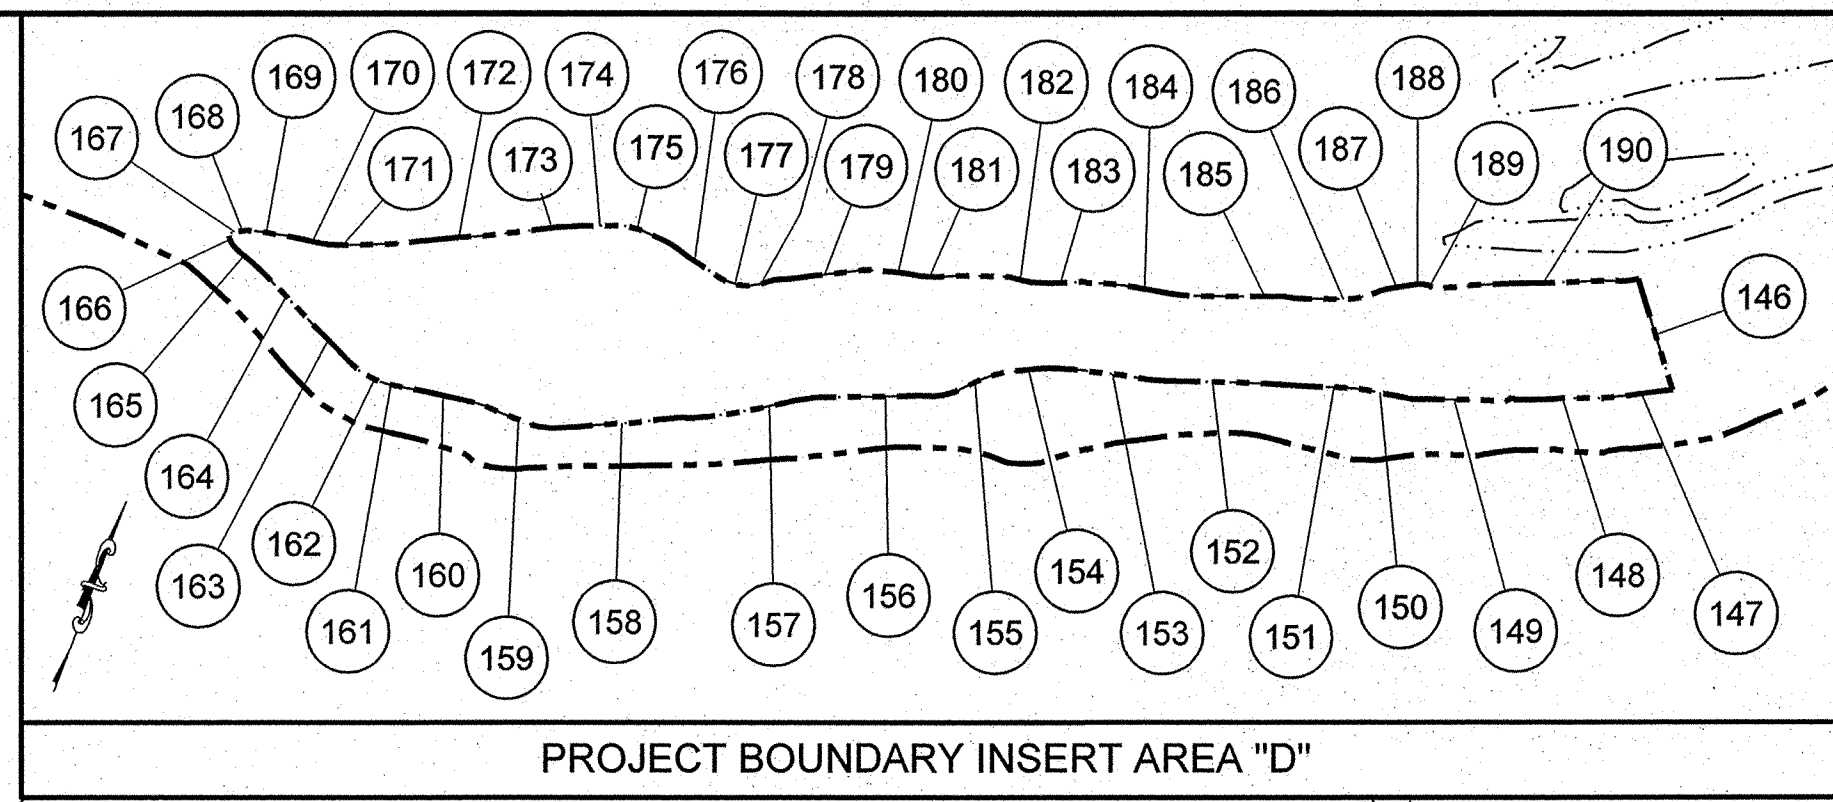 169 170 172 174 176 178 180 182 184 186 188
167 168 171 173 175 177 179 181 183 185 187 189 190
166 146
165
164
163 162 161 160 159 158 157 156 155 154 153 152 151 150 149 148 147
PROJECT BOUNDARY INSERT AREA "D"